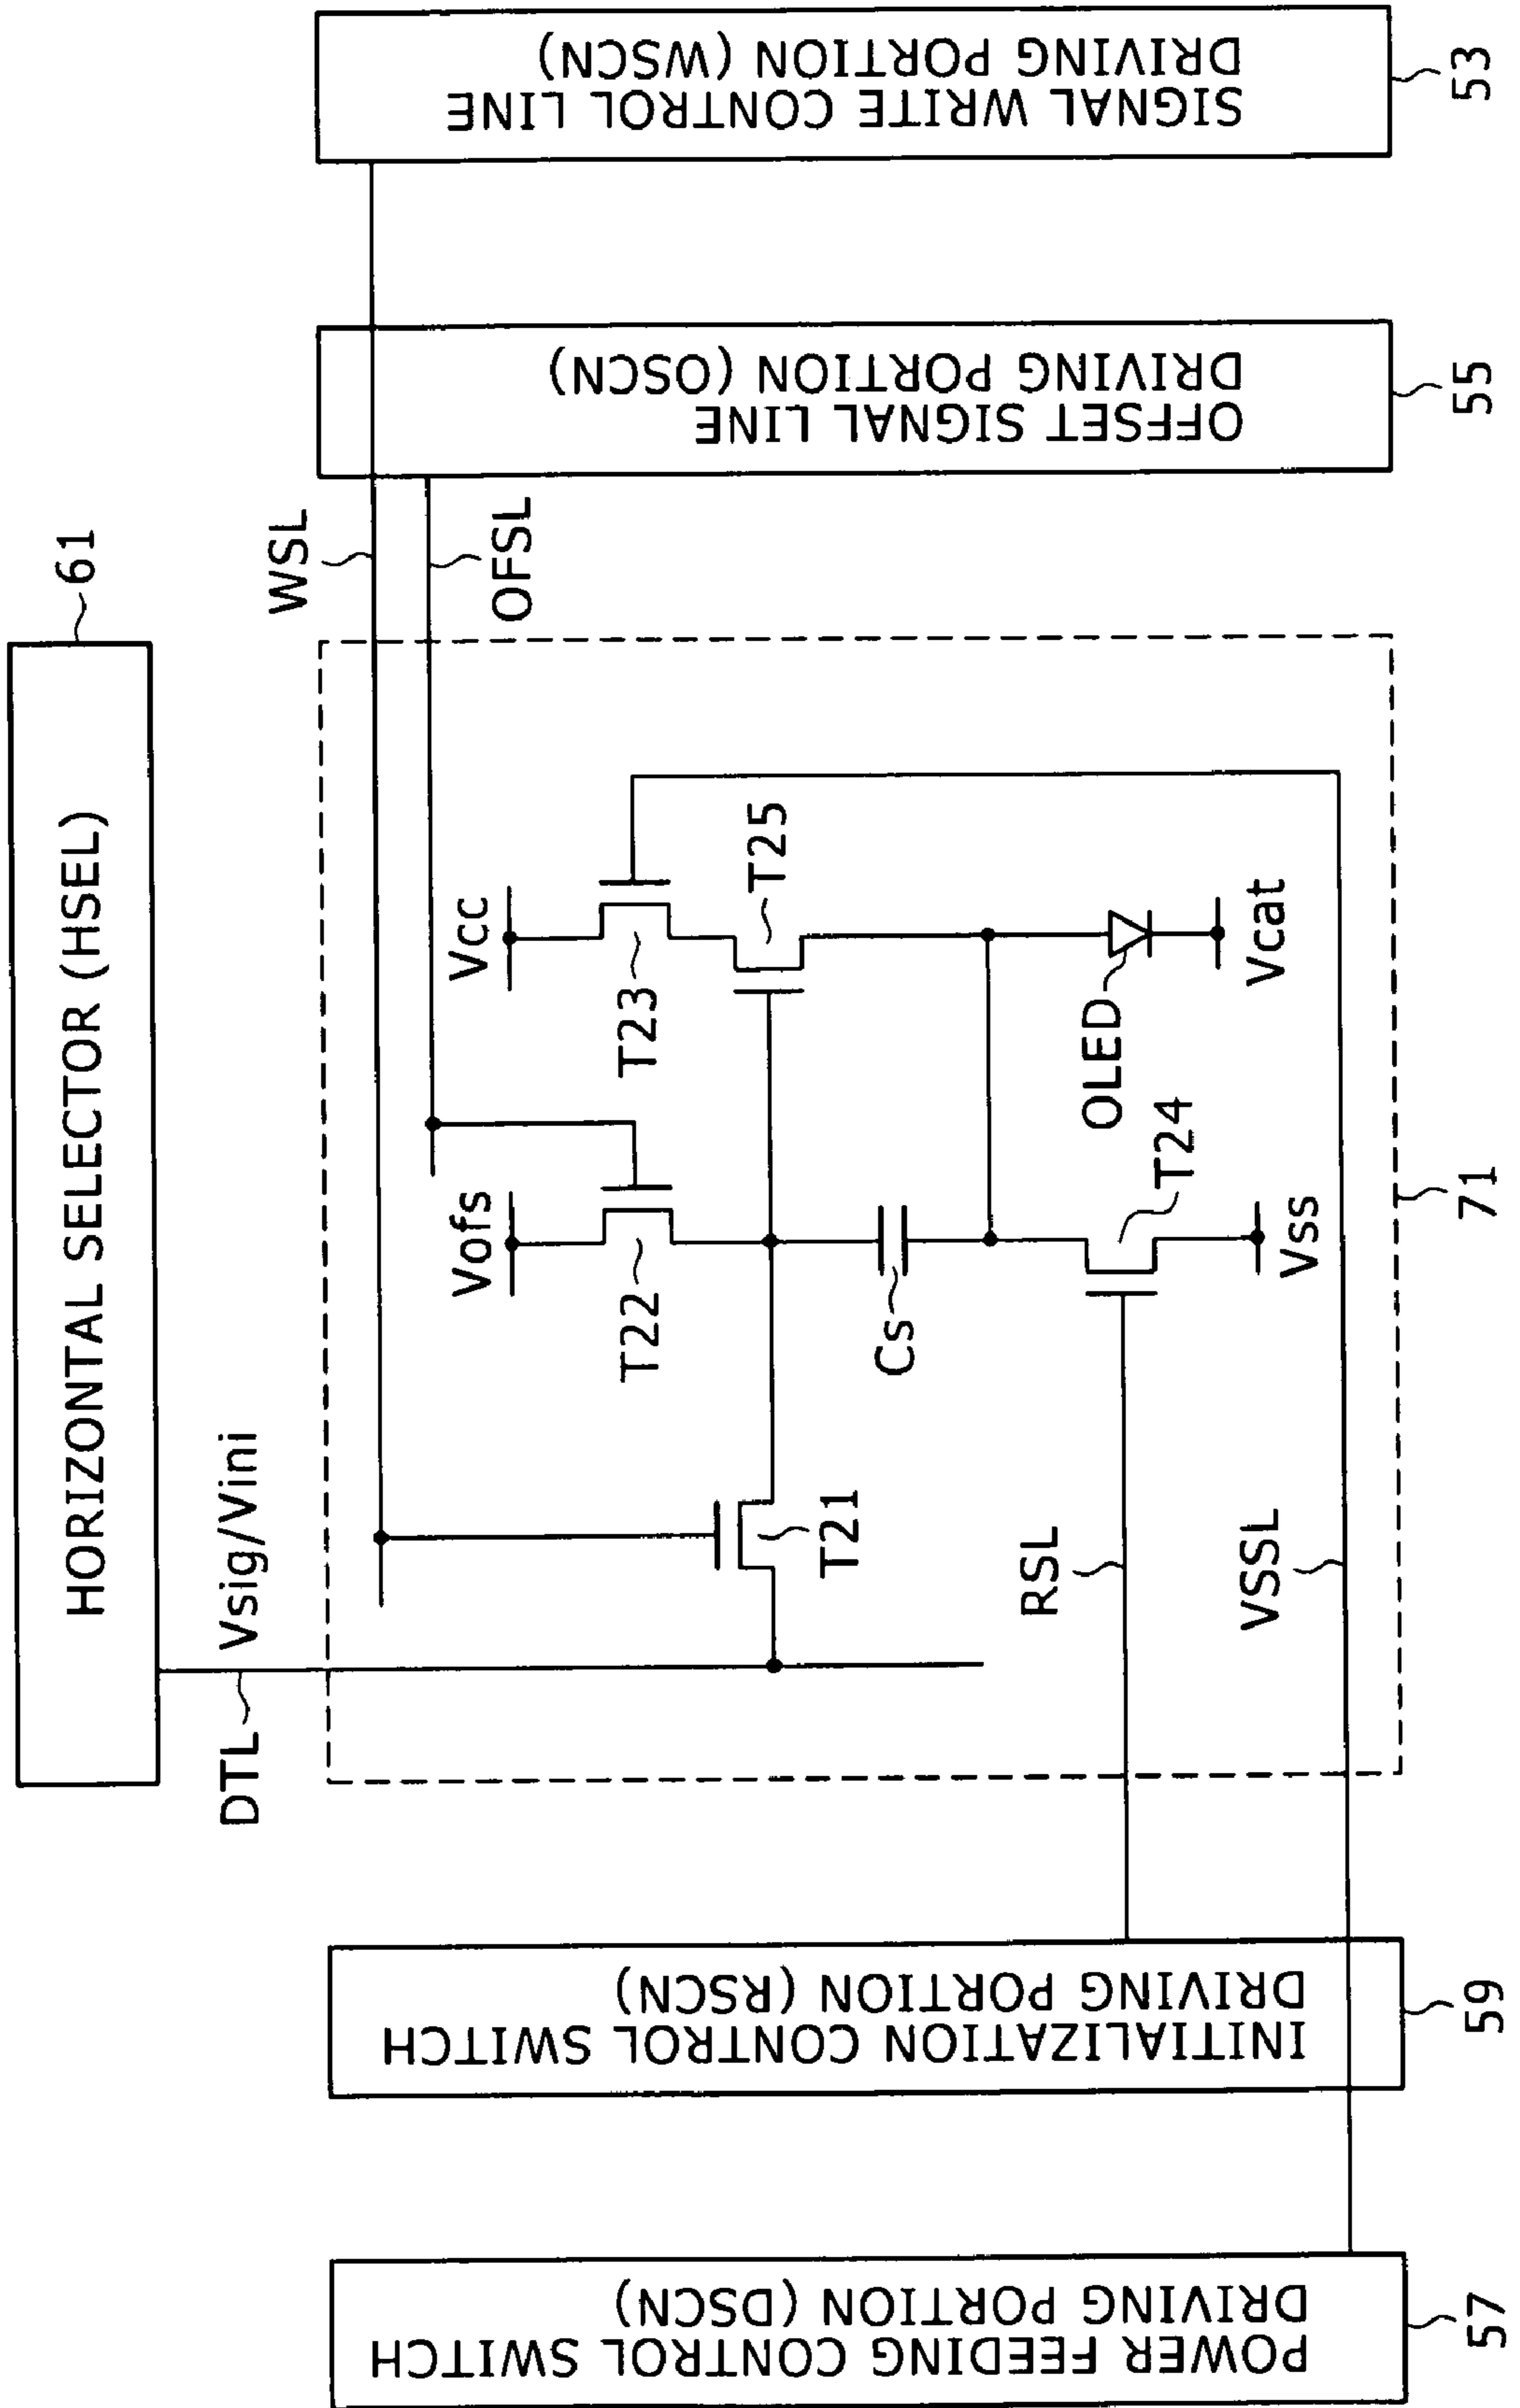 HORIZONTAL SELECTOR (HSEL)
61
DTL
Vsig/Vini
WSL
OFSL
POWER FEEDING CONTROL SWITCH
DRIVING PORTION (DSCN)
57
INITIALIZATION CONTROL SWITCH
DRIVING PORTION (RSCN)
59
Vofs
Vcc
T22
T23
T25
T21
Cs
RSL
T24
OLED
Vss
Vcat
VSSL
71
OFFSET SIGNAL LINE
DRIVING PORTION (OSCN)
55
SIGNAL WRITE CONTROL LINE
DRIVING PORTION (WSCN)
53